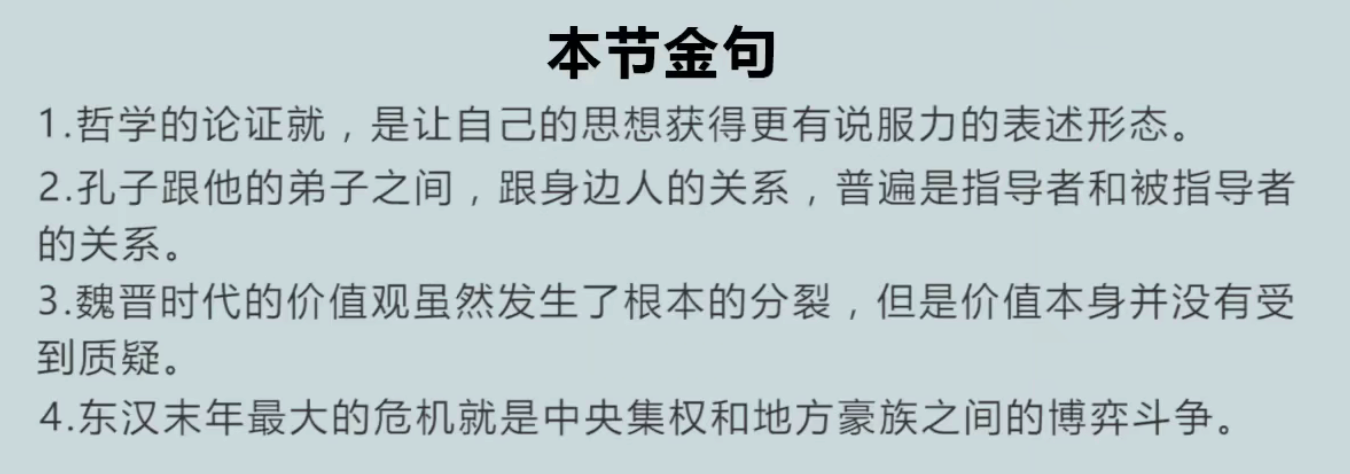 本节金句
1.哲学的论证就，是让自己的思想获得更有说服力的表述形态。
2.孔子跟他的弟子之间，跟身边人的关系，普遍是指导者和被指导者
的关系。
3.魏晋时代的价值观虽然发生了根本的分裂，但是价值本身并没有受
到质疑。
4.东汉末年最大的危机就是中央集权和地方豪族之间的博弈斗争。